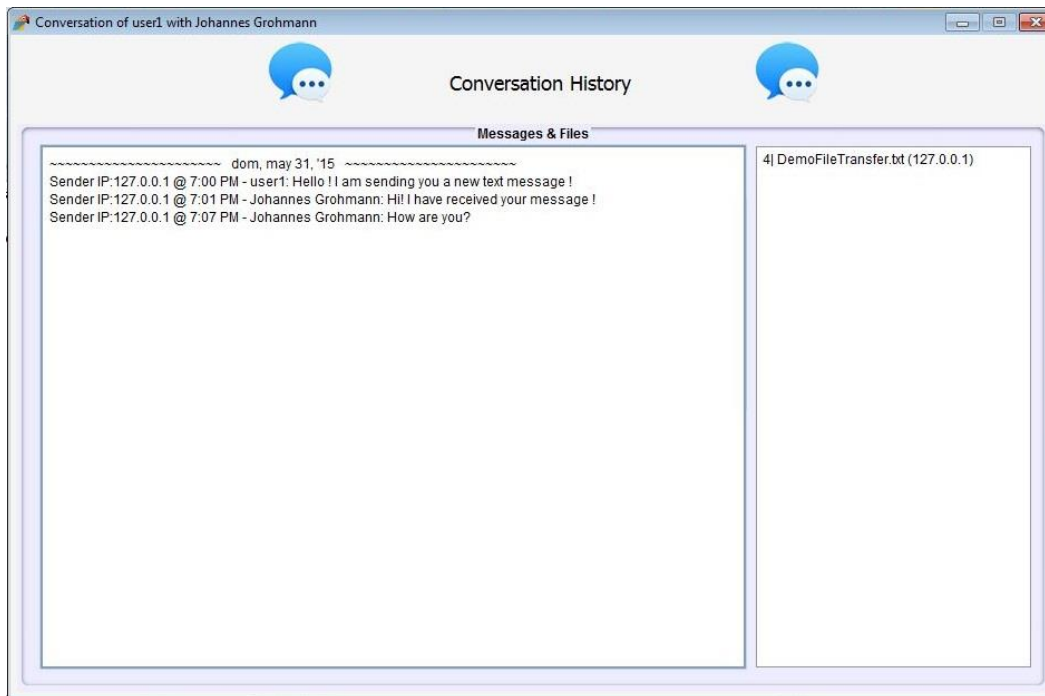 Conversation of user1 with Johannes Grohmann
Conversation History
Messages & Files
~~~~~~~~~~~~~~~~~~~~~~ dom, may 31, '15 ~~~~~~~~~~~~~~~~~~~~~~
Sender IP:127.0.0.1 @ 7:00 PM - user1: Hello ! I am sending you a new text message !
Sender IP:127.0.0.1 @ 7:01 PM - Johannes Grohmann: Hi! I have received your message !
Sender IP:127.0.0.1 @ 7:07 PM - Johannes Grohmann: How are you?
4| DemoFileTransfer.txt (127.0.0.1)